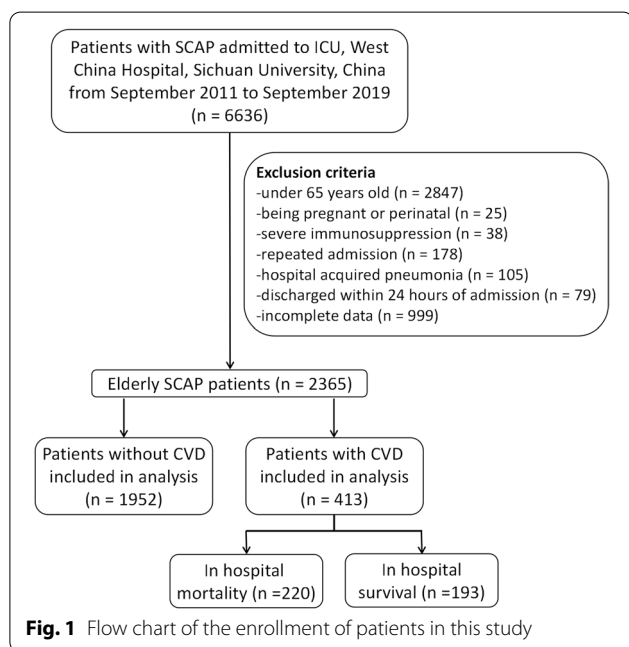 Patients with SCAP admitted to ICU, West
China Hospital, Sichuan University, China
from September 2011 to September 2019
(n = 6636)
Exclusion criteria
-under 65 years old (n = 2847)
-being pregnant or perinatal (n = 25)
-severe immunosuppression (n = 38)
-repeated admission (n = 178)
-hospital acquired pneumonia (n = 105)
-discharged within 24 hours of admission (n = 79)
-incomplete data (n = 999)
Elderly SCAP patients (n = 2365)
Patients without CVD
included in analysis
(n = 1952)
Patients with CVD
included in analysis
(n = 413)
In hospital
mortality (n =220)
In hospital
survival (n =193)
Fig. 1 Flow chart of the enrollment of patients in this study